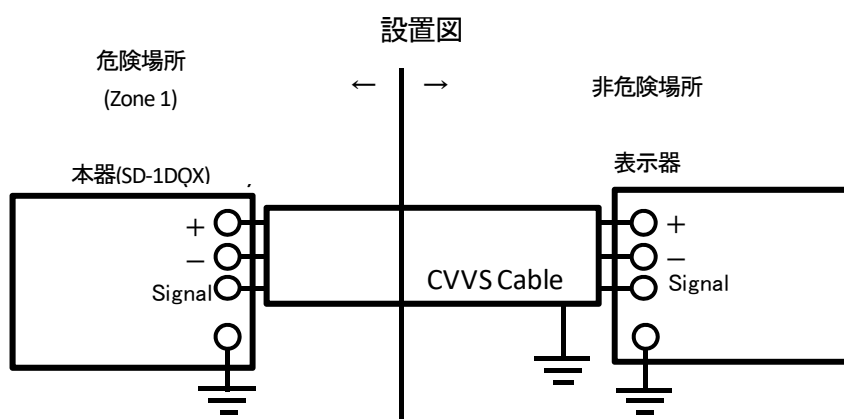 設置図
危険場所
(Zone 1)
← →
非危険場所
本器(SD-1DQX)
表示器
+
−
Signal
CVVS Cable
+
−
Signal